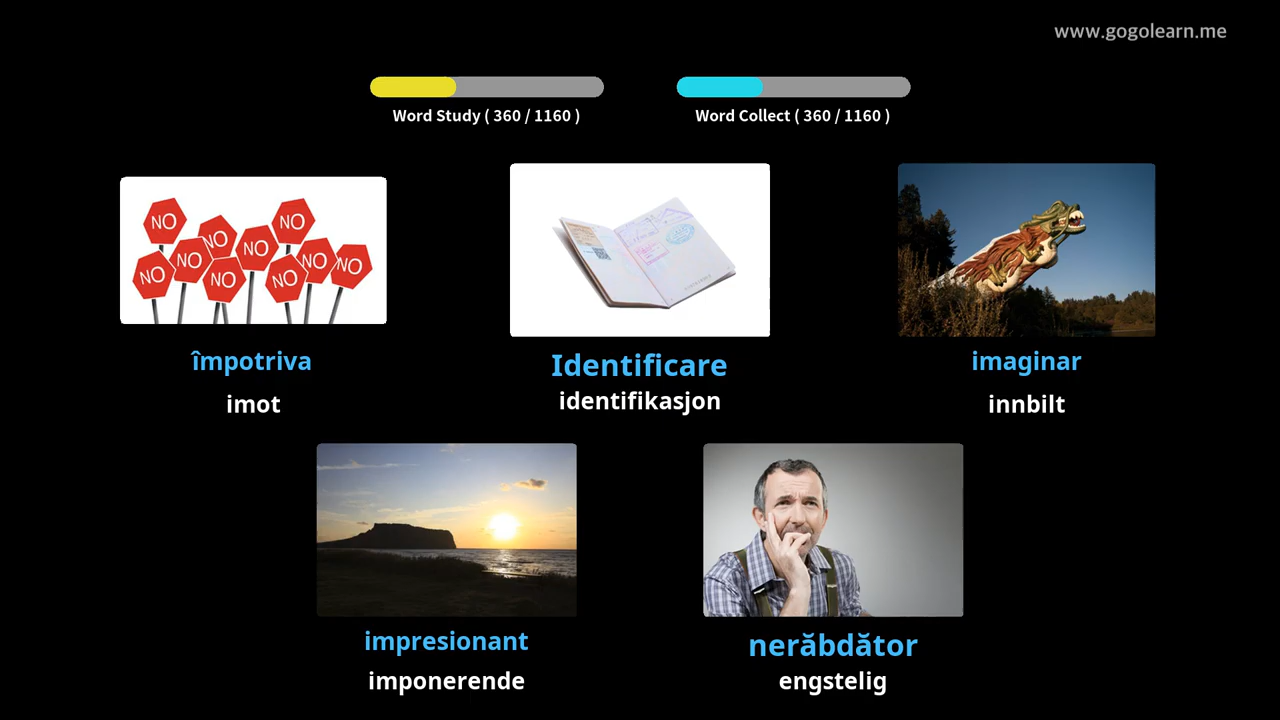 www.gogolearn.me
Word Study ( 360 / 1160 )
Word Collect ( 360 / 1160 )
NO
NO
NO
NO
NO
NO
NO
NO
NO
NO
împotriva
imot
Identificare
identifikasjon
imaginar
innbilt
impresionant
imponerende
nerăbdător
engstelig